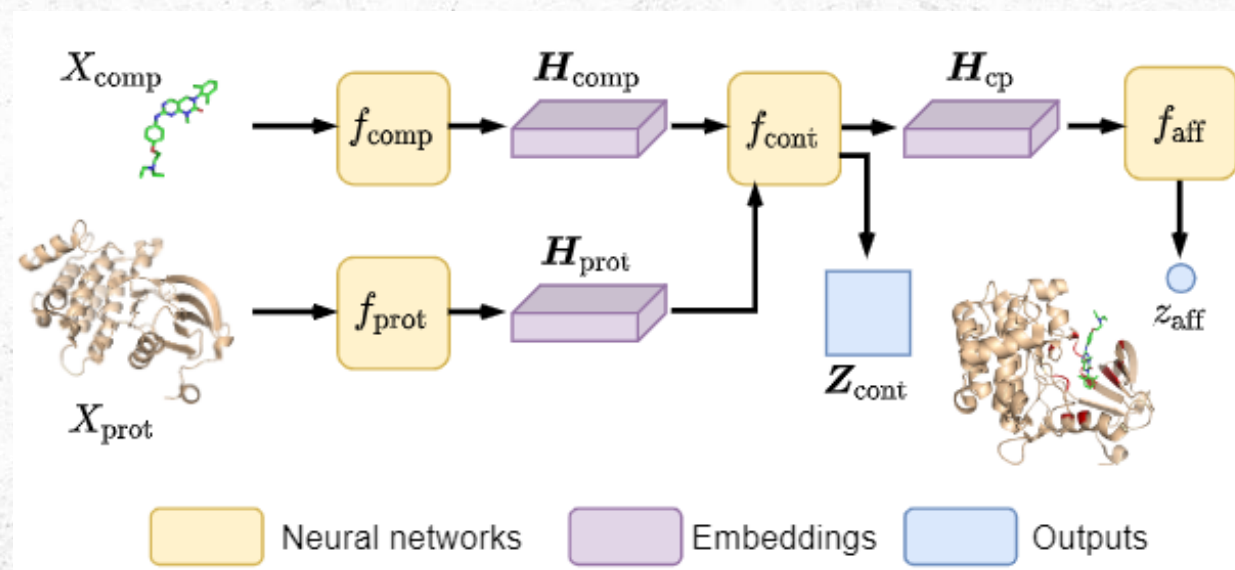 X_comp
f_comp
H_comp
f_cont
H_cp
f_aff
X_prot
f_prot
H_prot
Z_cont
z_aff
Neural networks
Embeddings
Outputs